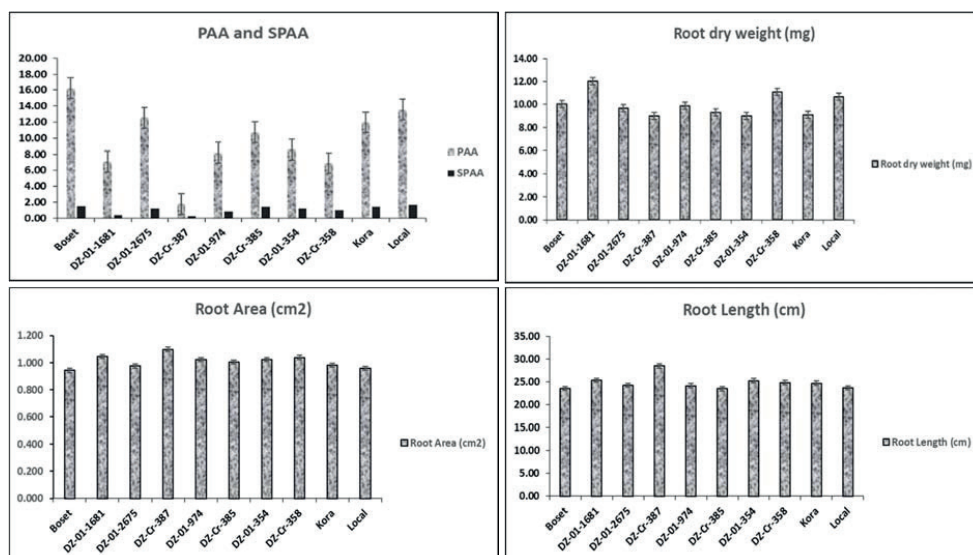 PAA and SPAA
20.00
18.00
16.00
14.00
12.00
10.00
8.00
6.00
4.00
2.00
0.00
PAA
SPAA
Boset
DZ-01-1681
DZ-01-2675
DZ-Cr-387
DZ-01-974
DZ-Cr-385
DZ-01-354
DZ-Cr-358
Kora
Local
Root dry weight (mg)
14.00
12.00
10.00
8.00
6.00
4.00
2.00
0.00
Root dry weight (mg)
Boset
DZ-01-1681
DZ-01-2675
DZ-Cr-387
DZ-01-974
DZ-Cr-385
DZ-01-354
DZ-Cr-358
Kora
Local
Root Area (cm2)
1.200
1.000
0.800
0.600
0.400
0.200
0.000
Root Area (cm2)
Boset
DZ-01-1681
DZ-01-2675
DZ-Cr-387
DZ-01-974
DZ-Cr-385
DZ-01-354
DZ-Cr-358
Kora
Local
Root Length (cm)
35.00
30.00
25.00
20.00
15.00
10.00
5.00
0.00
Root Length (cm)
Boset
DZ-01-1681
DZ-01-2675
DZ-Cr-387
DZ-01-974
DZ-Cr-385
DZ-01-354
DZ-Cr-358
Kora
Local